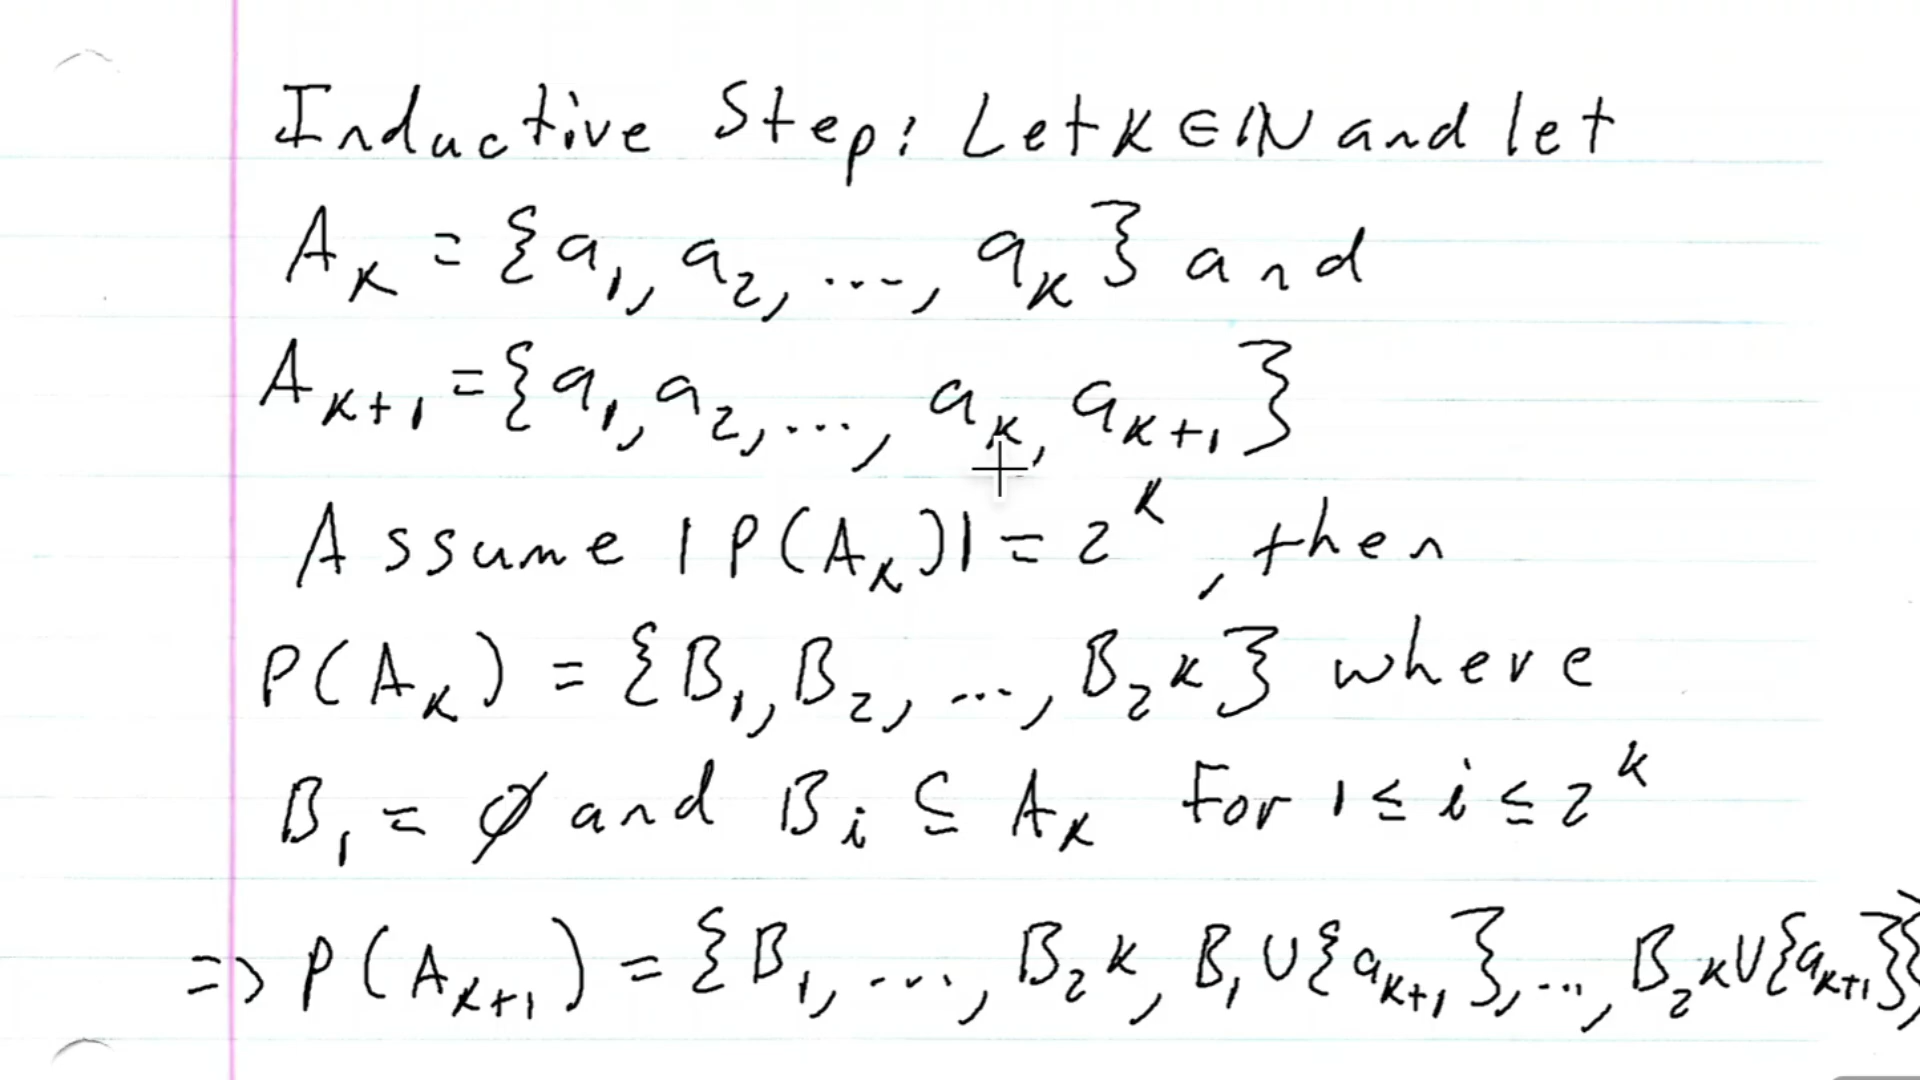 Inductive Step: Let K ∈ ℕ and let
A_K = {a_1, a_2, ..., a_K} and
A_{K+1} = {a_1, a_2, ..., a_K, a_{K+1}}
Assume |P(A_K)| = 2^K, then
P(A_K) = {B_1, B_2, ..., B_{2^K}} where
B_1 = ∅ and B_i ⊆ A_K For 1 ≤ i ≤ 2^K
=> P(A_{K+1}) = {B_1, ..., B_{2^K}, B_1 ∪ {a_{K+1}}, ..., B_{2^K} ∪ {a_{K+1}}}